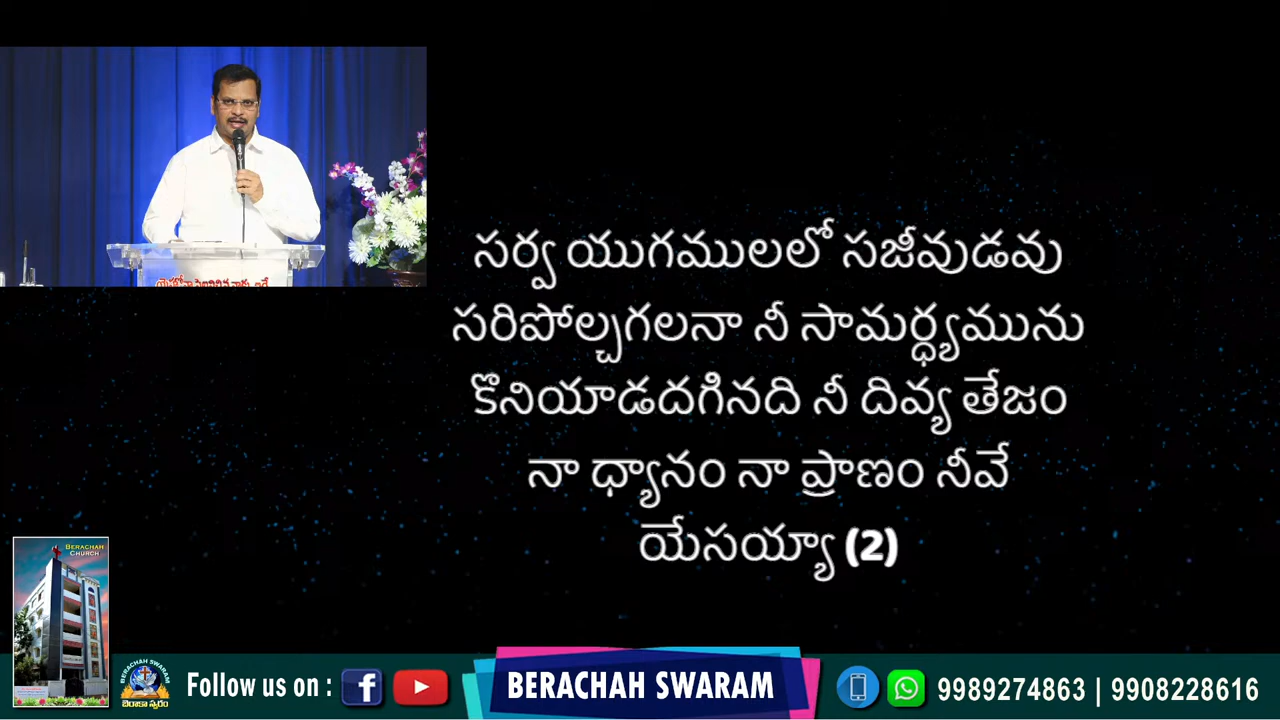 సర్వ యుగములలో సజీవుడవు
సరిపోల్చగలనా నీ సామర్ధ్యమును
కొనియాడదగినది నీ దివ్య తేజం
నా ధ్యానం నా ప్రాణం నీవే
యేసయ్యా (2)
BERACHAH
CHURCH
BERACHAH SWARAM
బెరాకా స్వరం
Follow us on :
BERACHAH SWARAM
9989274863 | 9908228616